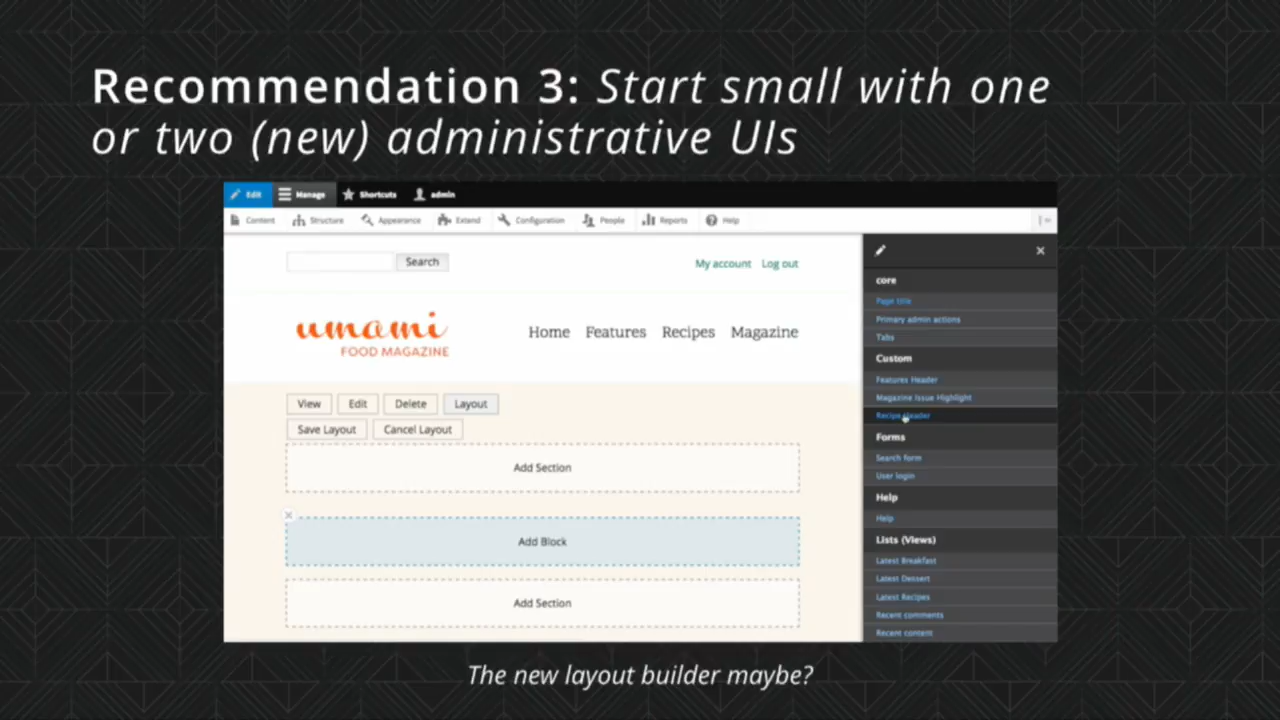 Recommendation 3: Start small with one
or two (new) administrative UIs
Edit Manage Shortcuts admin
Content Structure Appearance Extend Configuration People Reports Help
Search My account Log out
umami
FOOD MAGAZINE
Home Features Recipes Magazine
View Edit Delete Layout
Save Layout Cancel Layout
Add Section
Add Block
Add Section
core
Page title
Primary admin actions
Tabs
Custom
Features Header
Magazine Issue Highlight
Recipe Header
Forms
Search form
User login
Help
Help
Lists (Views)
Latest Breakfast
Latest Dessert
Latest Recipes
Recent comments
Recent content
The new layout builder maybe?